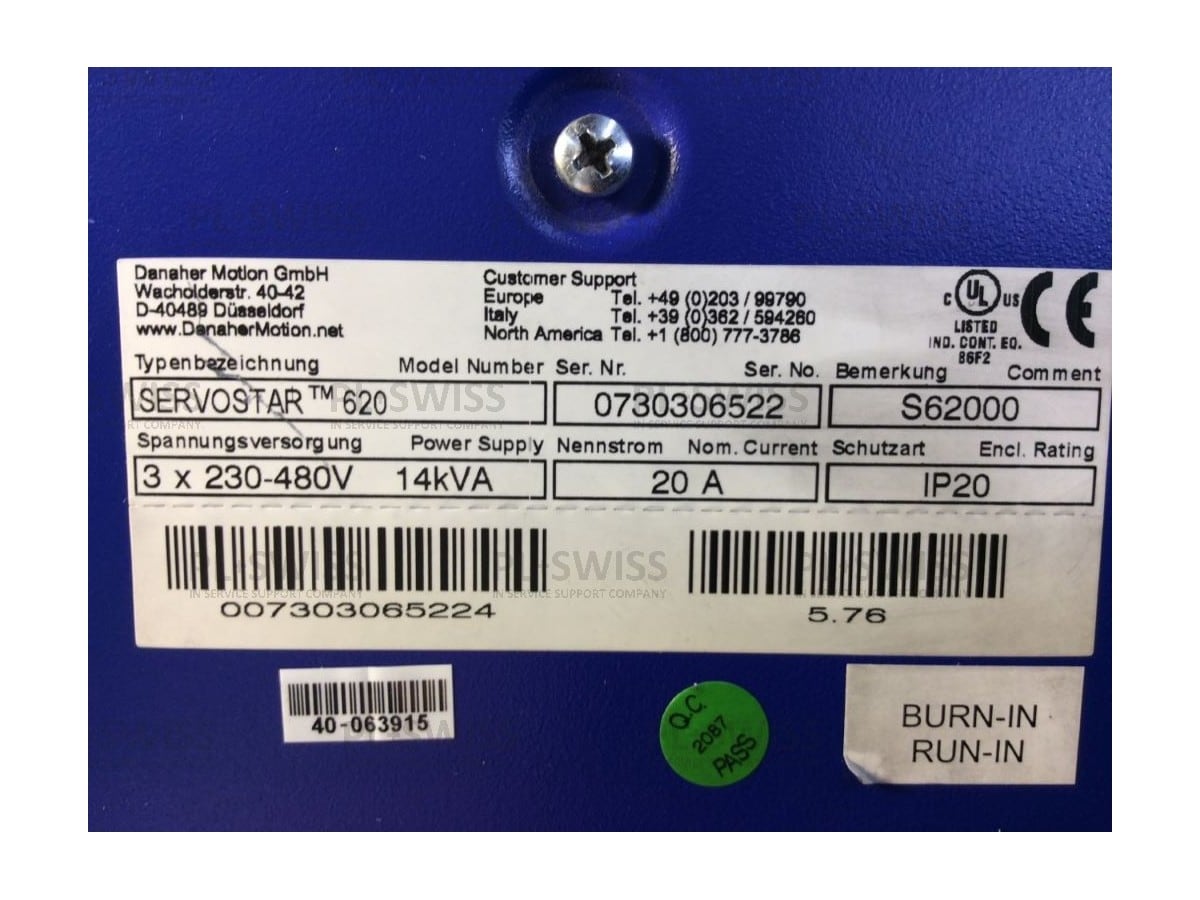 Danaher Motion GmbH
Wacholderstr. 40-42
D-40489 Düsseldorf
www.DanaherMotion.net
Customer Support
Europe Tel. +49 (0)203 / 99790
Italy Tel. +39 (0)362 / 594260
North America Tel. +1 (800) 777-3786
C UL US
LISTED
IND. CONT. EQ.
86F2
CE
Typenbezeichnung Model Number Ser. Nr. Ser. No. Bemerkung Comment
SERVOSTAR™ 620 0730306522 S62000
Spannungsversorgung Power Supply Nennstrom Nom. Current Schutzart Encl. Rating
3 x 230-480V 14kVA 20 A IP20
007303065224 5.76
40-063915
Q.C.
2087
PASS
BURN-IN
RUN-IN
PL-SWISS
IN SERVICE SUPPORT COMPANY